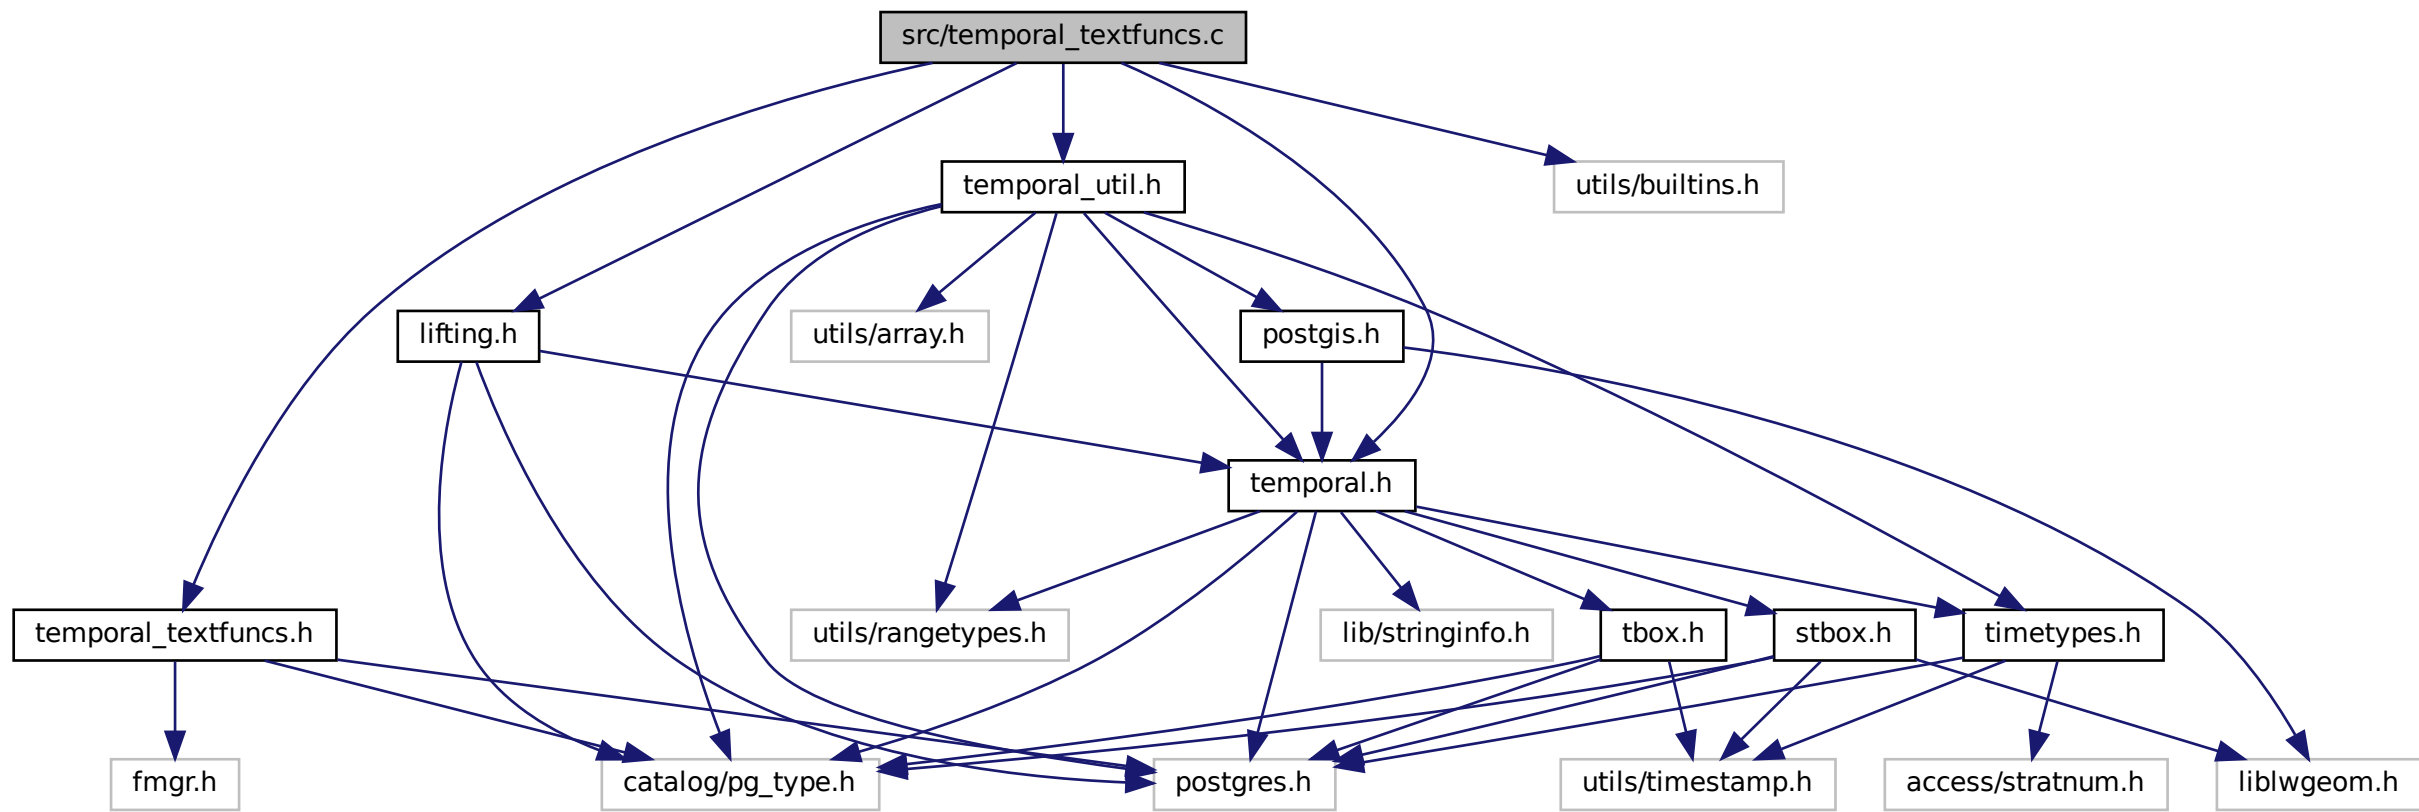 src/temporal_textfuncs.c
temporal_util.h
utils/builtins.h
lifting.h
utils/array.h
postgis.h
temporal.h
temporal_textfuncs.h
utils/rangetypes.h
lib/stringinfo.h
tbox.h
stbox.h
timetypes.h
fmgr.h
catalog/pg_type.h
postgres.h
utils/timestamp.h
access/stratnum.h
liblwgeom.h